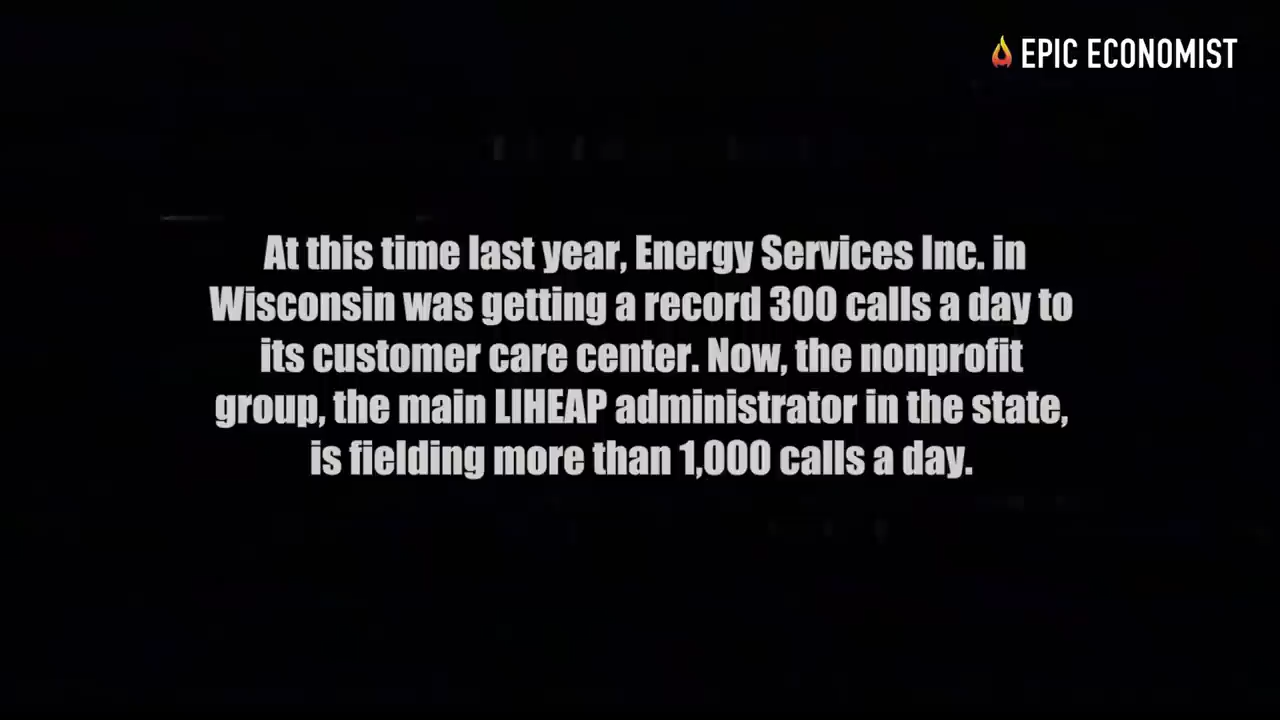 EPIC ECONOMIST
At this time last year, Energy Services Inc. in
Wisconsin was getting a record 300 calls a day to
its customer care center. Now, the nonprofit
group, the main LIHEAP administrator in the state,
is fielding more than 1,000 calls a day.